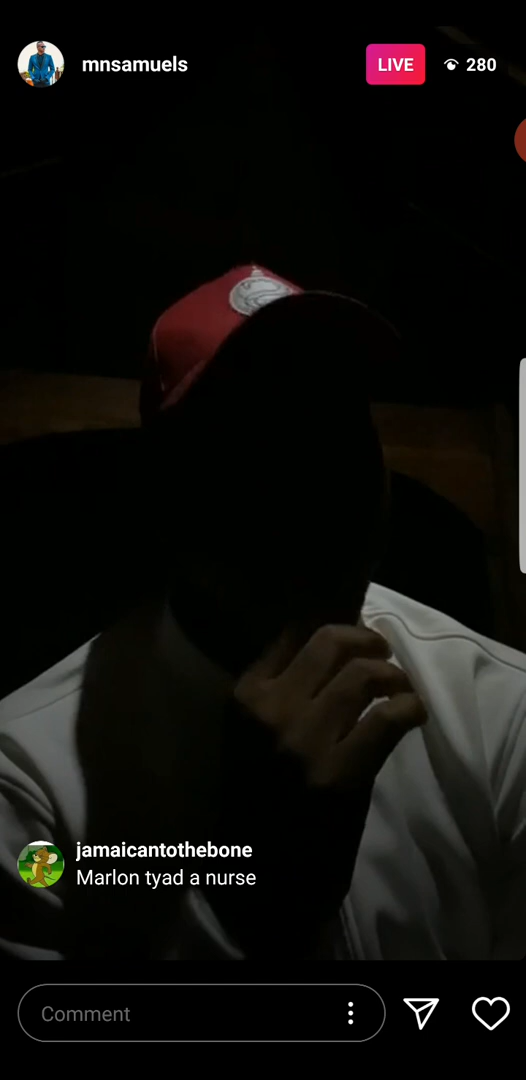 mnsamuels
LIVE
280
jamaicantothebone
Marlon tyad a nurse
Comment